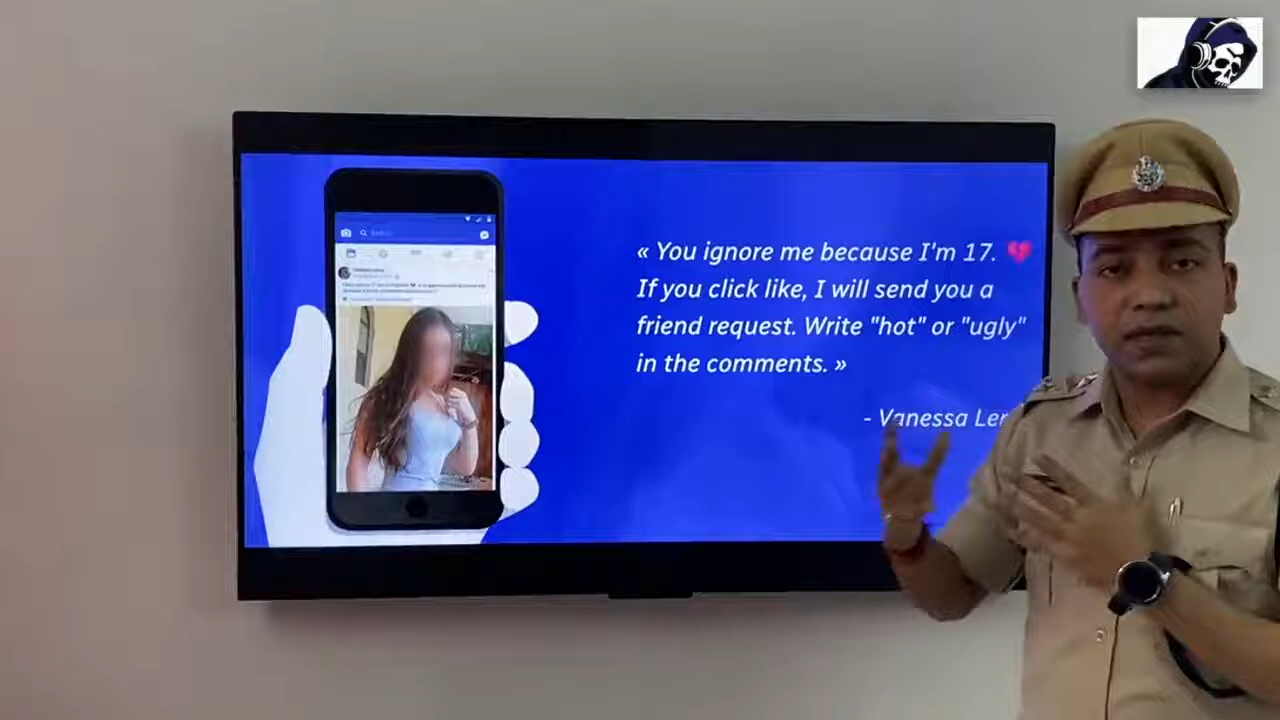 « You ignore me because I'm 17. 💔
If you click like, I will send you a
friend request. Write "hot" or "ugly"
in the comments. »
- Vanessa